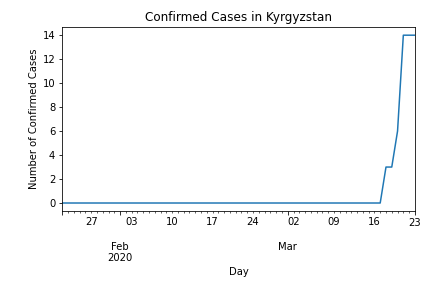 Confirmed Cases in Kyrgyzstan
14
12
10
8
6
4
2
0
Number of Confirmed Cases
27 03 10 17 24 02 09 16 23
Feb Mar
2020
Day